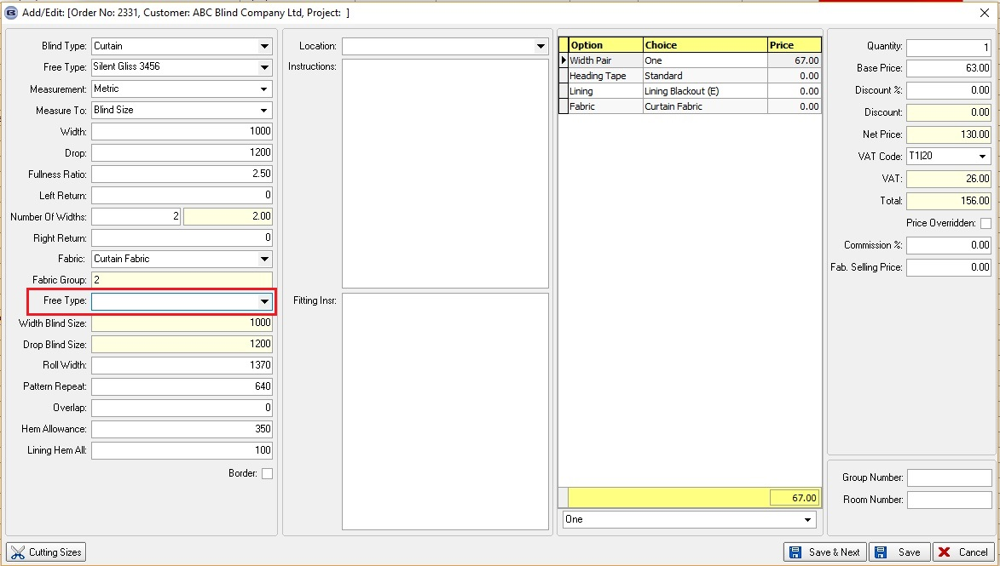 Add/Edit: [Order No: 2331, Customer: ABC Blind Company Ltd, Project: ]
Blind Type: Curtain
Free Type: Silent Gliss 3456
Measurement: Metric
Measure To: Blind Size
Width: 1000
Drop: 1200
Fullness Ratio: 2.50
Left Return: 0
Number Of Widths: 2 2.00
Right Return: 0
Fabric: Curtain Fabric
Fabric Group: 2
Free Type:
Width Blind Size: 1000
Drop Blind Size: 1200
Roll Width: 1370
Pattern Repeat: 640
Overlap: 0
Hem Allowance: 350
Lining Hem All: 100
Border:
Location:
Instructions:
Fitting Insr:
Option Choice Price
Width Pair One 67.00
Heading Tape Standard 0.00
Lining Lining Blackout (E) 0.00
Fabric Curtain Fabric 0.00
67.00
One
Quantity: 1
Base Price: 63.00
Discount %: 0.00
Discount: 0.00
Net Price: 130.00
VAT Code: T1|20
VAT: 26.00
Total: 156.00
Price Overridden:
Commission %: 0.00
Fab. Selling Price: 0.00
Group Number:
Room Number:
Cutting Sizes
Save & Next Save Cancel